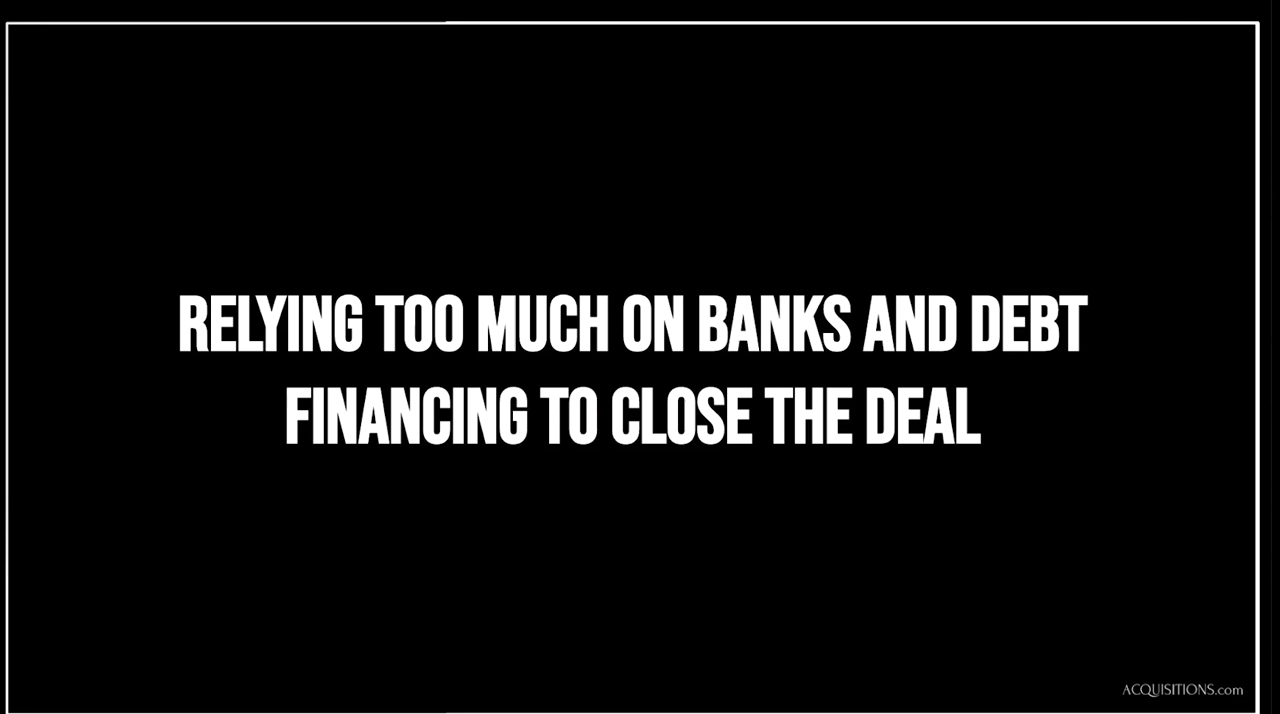 RELYING TOO MUCH ON BANKS AND DEBT
FINANCING TO CLOSE THE DEAL
ACQUISITIONS.com